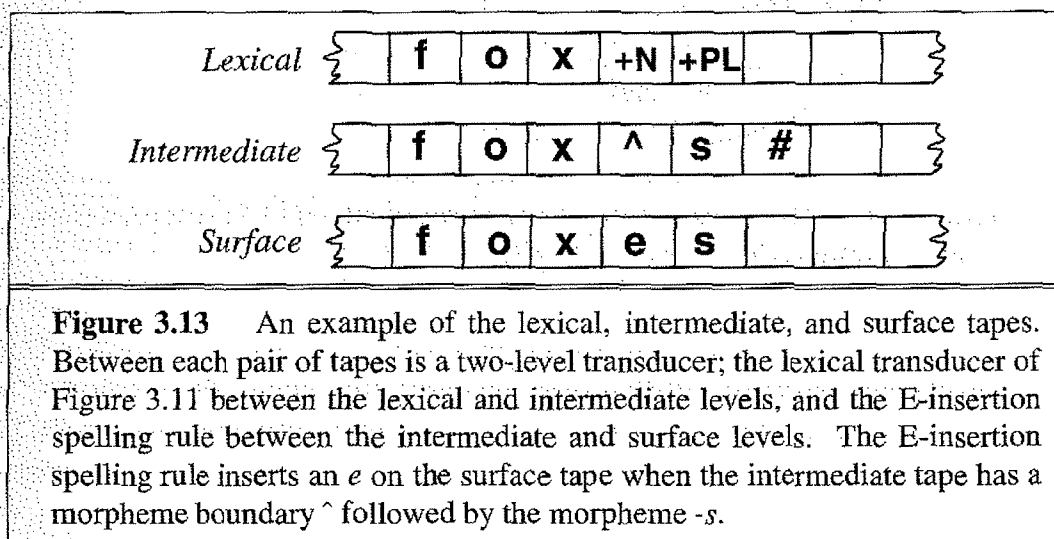 Lexical f o x +N +PL
Intermediate f o x ^ s #
Surface f o x e s
Figure 3.13 An example of the lexical, intermediate, and surface tapes.
Between each pair of tapes is a two-level transducer; the lexical transducer of
Figure 3.11 between the lexical and intermediate levels, and the E-insertion
spelling rule between the intermediate and surface levels. The E-insertion
spelling rule inserts an e on the surface tape when the intermediate tape has a
morpheme boundary ^ followed by the morpheme -s.